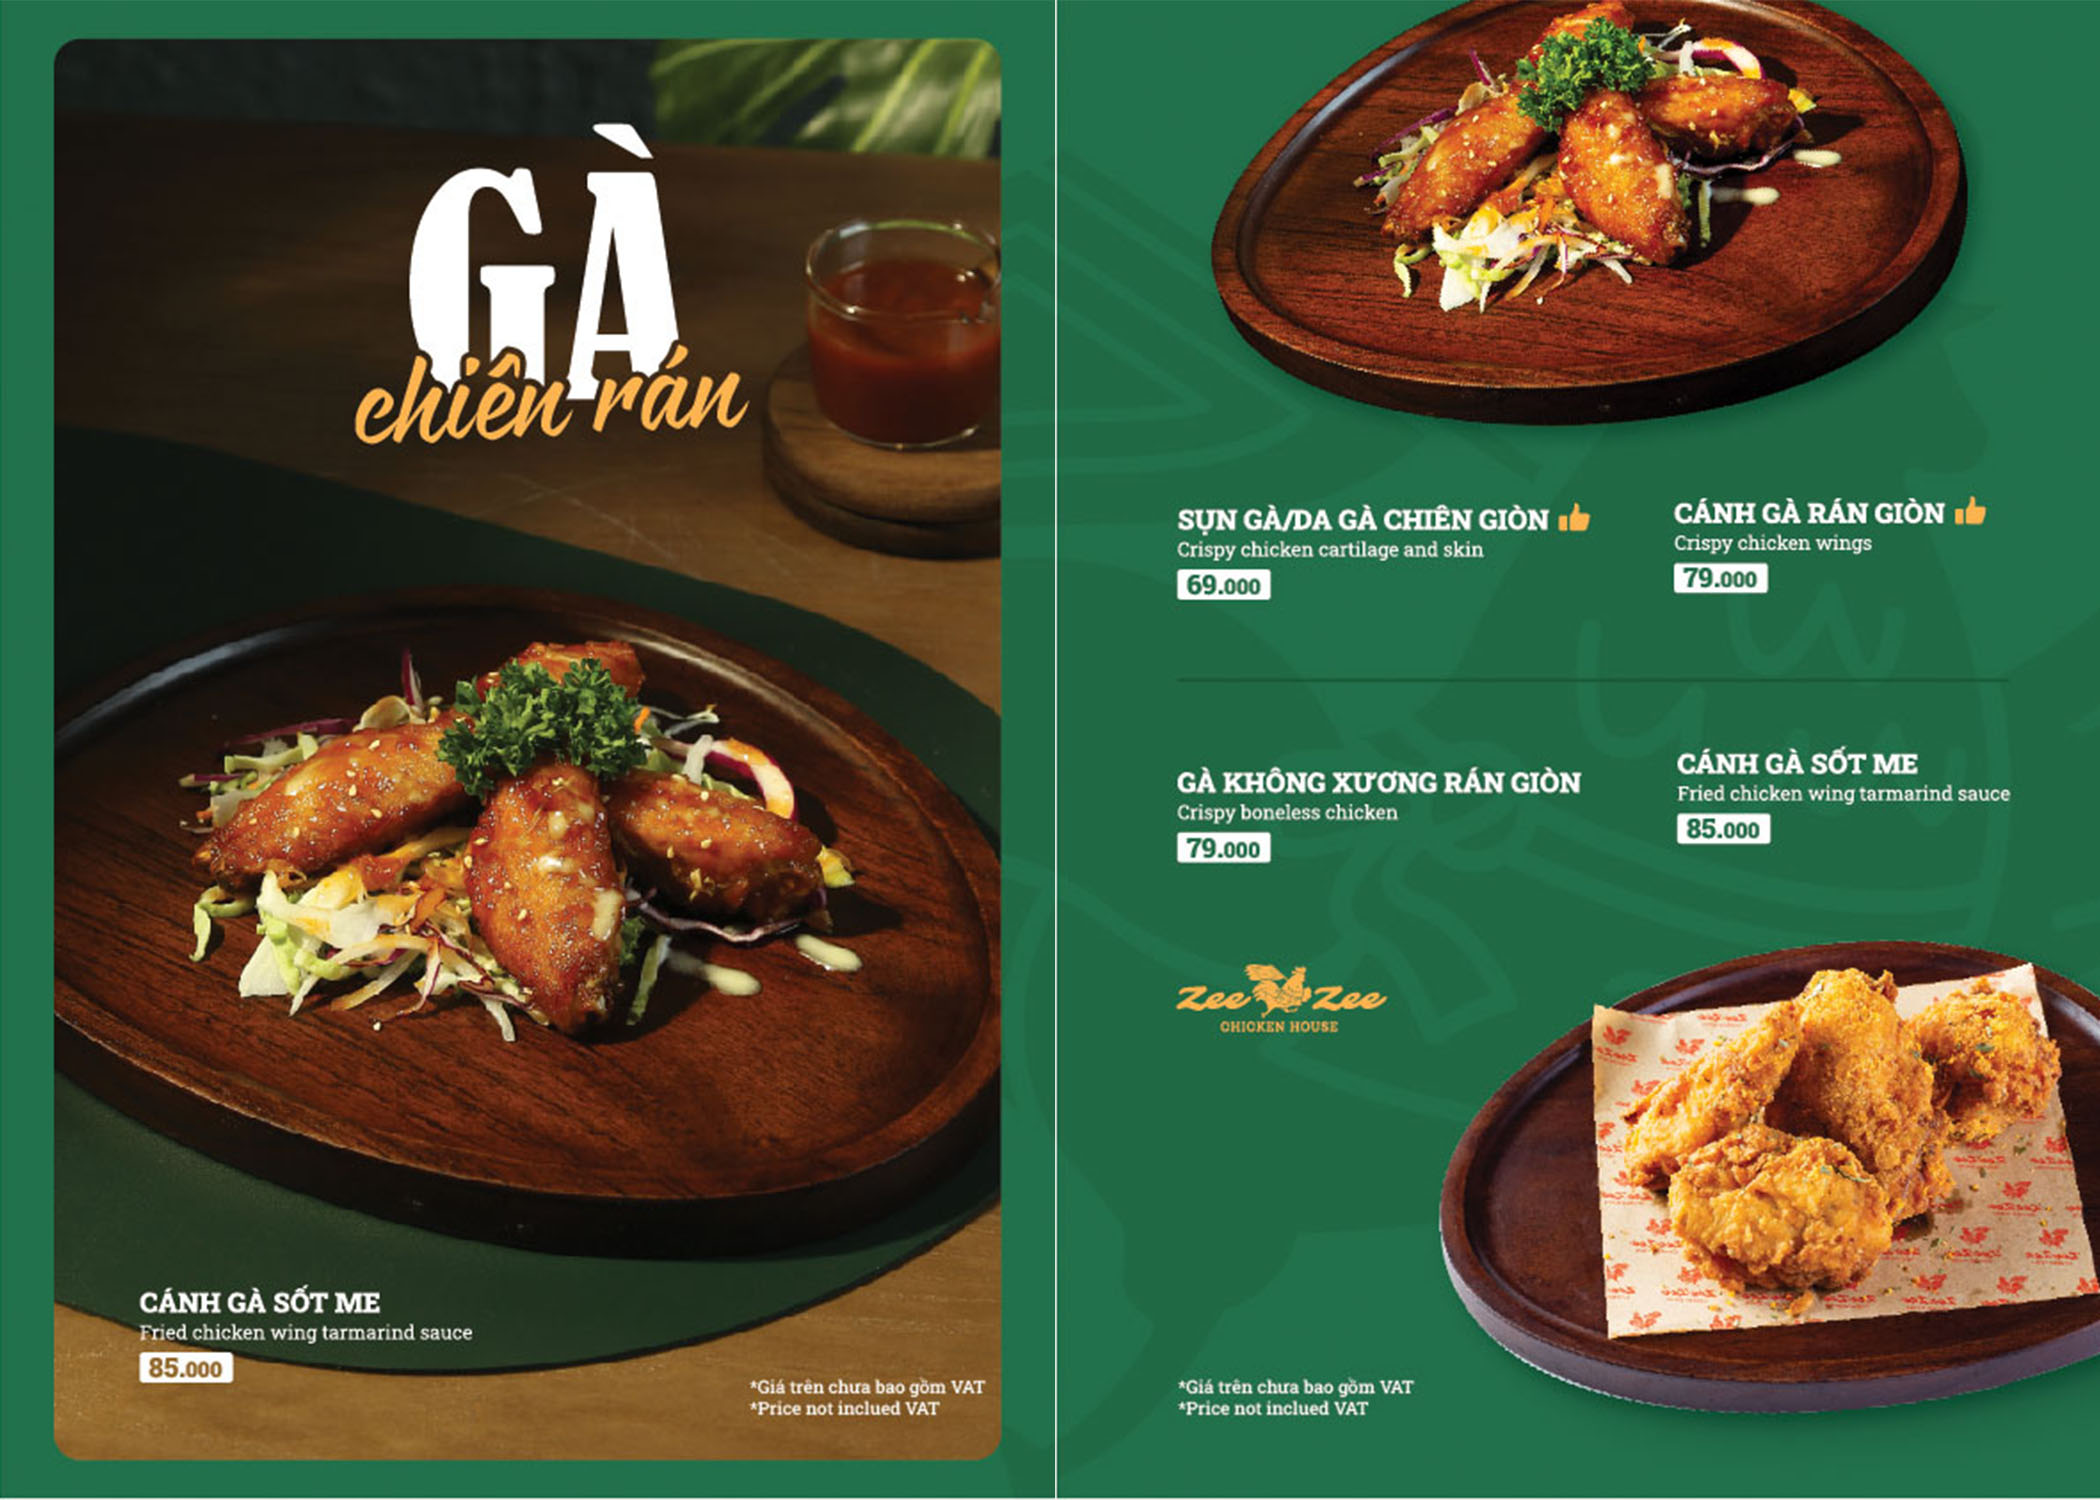 GÀ
chiên rán
CÁNH GÀ SỐT ME
Fried chicken wing tarmarind sauce
85.000
*Giá trên chưa bao gồm VAT
*Price not inclued VAT
SỤN GÀ/DA GÀ CHIÊN GIÒN
Crispy chicken cartilage and skin
69.000
CÁNH GÀ RÁN GIÒN
Crispy chicken wings
79.000
GÀ KHÔNG XƯƠNG RÁN GIÒN
Crispy boneless chicken
79.000
CÁNH GÀ SỐT ME
Fried chicken wing tarmarind sauce
85.000
Zee Zee
CHICKEN HOUSE
*Giá trên chưa bao gồm VAT
*Price not inclued VAT